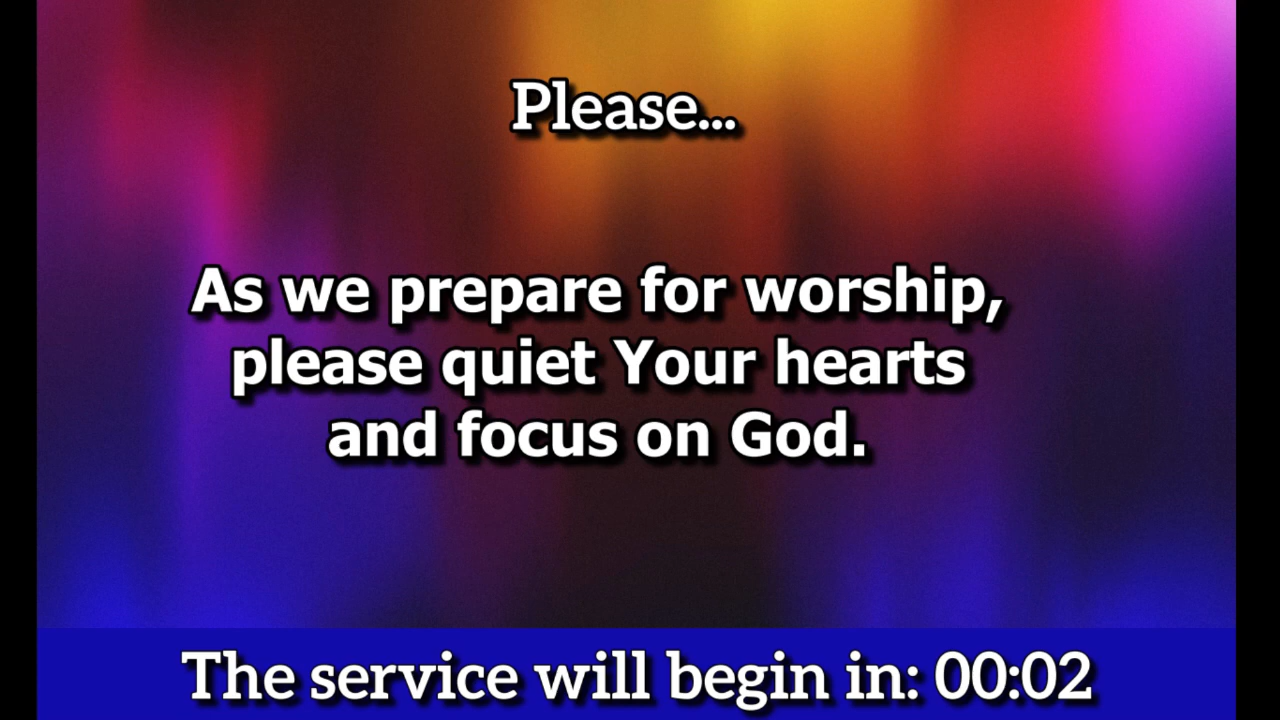 Please...
As we prepare for worship,
please quiet Your hearts
and focus on God.
The service will begin in: 00:02